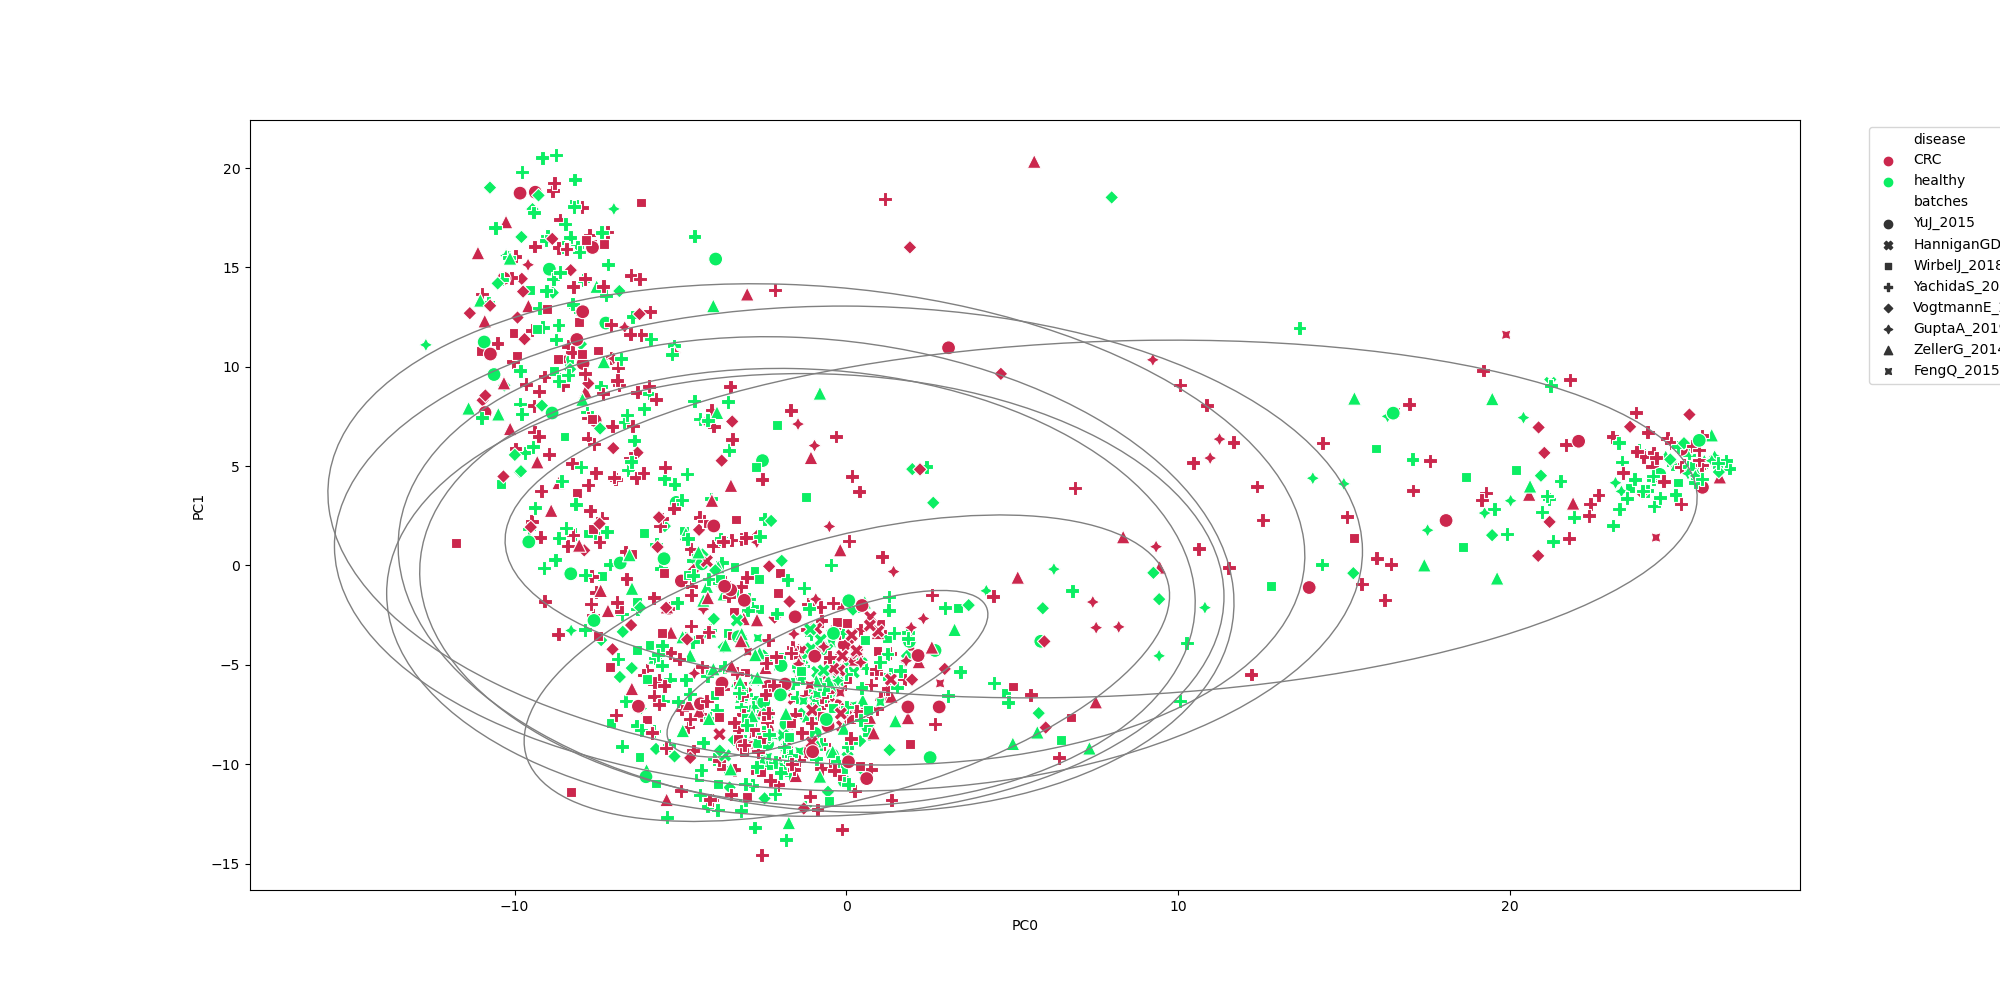 disease
CRC
healthy
batches
YuJ_2015
HanniganGD
WirbelJ_2018
YachidaS_20
VogtmannE_
GuptaA_201
ZellerG_2014
FengQ_2015
20
15
10
5
0
−5
−10
−15
PC1
−10
0
10
20
PC0